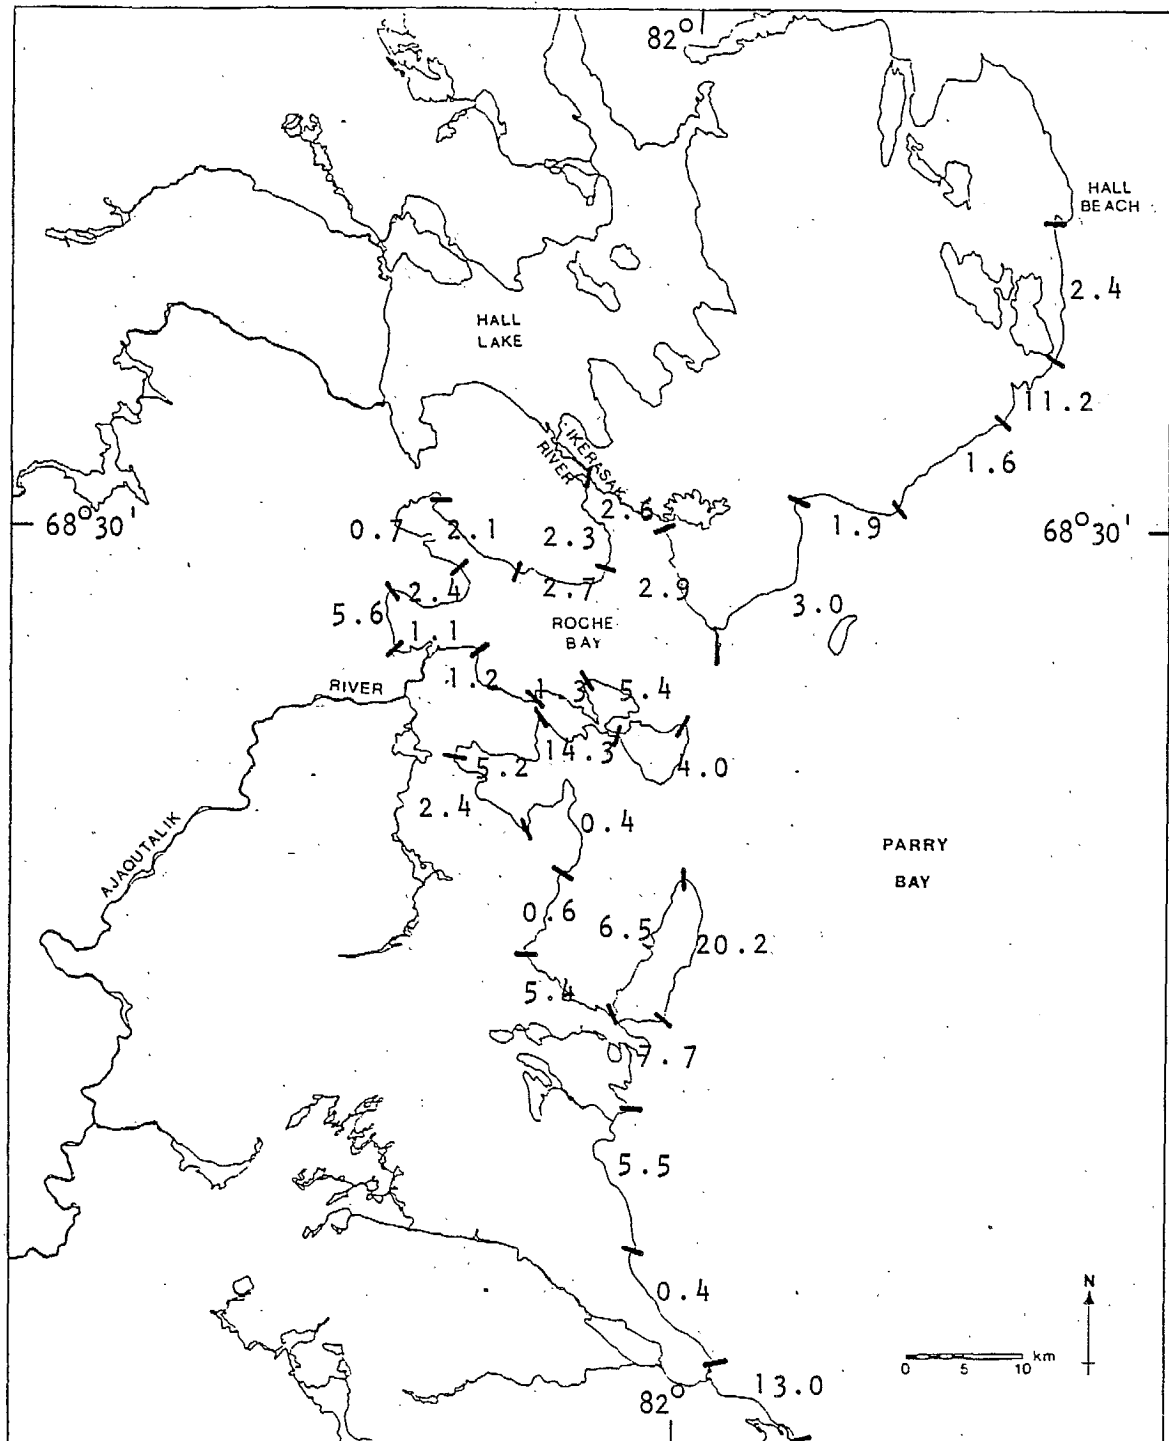 82°
HALL
BEACH
2.4
HALL
LAKE
11.2
IKERASAK
RIVER
1.6
68°30'
0.7
2.1
2.3
2.6
1.9
68°30'
5.6
2.4
2.7
2.9
3.0
1.1
ROCHE
BAY
RIVER
1.2
1.3
5.4
5.2
14.3
4.0
2.4
0.4
AJAQUTALIK
PARRY
BAY
0.6
6.5
20.2
5.4
7.7
5.5
0.4
N
km
0 5 10
13.0
82°